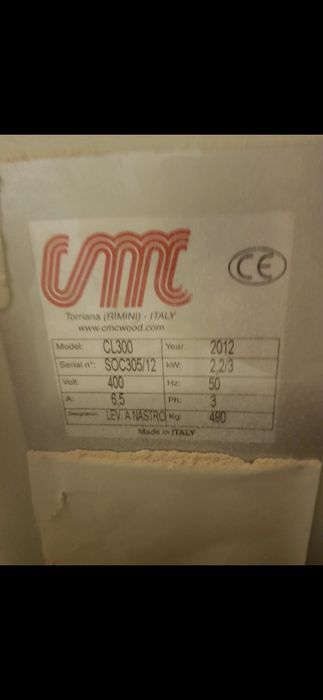 cmc
Torriana (RIMINI) - ITALY
www.cmcwood.com
Model: CL300 Year: 2012
Serial n°: SOC305/12 kW: 2,2/3
Volt: 400 Hz: 50
A: 6,5 Ph: 3
Designation: LEV. A NASTRO Kg: 490
Made in ITALY
CE